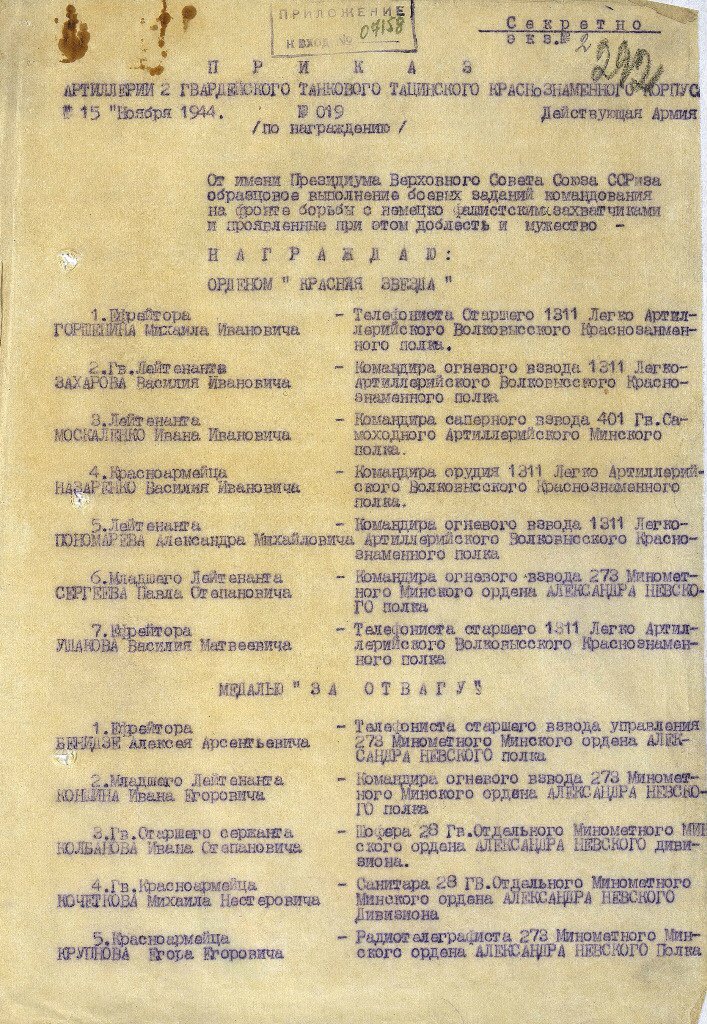 ПРИЛОЖЕНИЕ
К ВХОД № 04158
Секретно
экз.№ 2
292
П Р И К А З
АРТИЛЛЕРИИ 2 ГВАРДЕЙСКОГО ТАНКОВОГО ТАЦИНСКОГО КРАСНОЗНАМЕННОГО КОРПУСА
"15 "Ноября 1944. № 019 Действующая Армия
/по награждению /
От имени Президиума Верховного Совета Союза ССР за
образцовое выполнение боевых заданий командования
на фронте борьбы с немецко фашистским захватчиками
и проявленные при этом доблесть и мужество -
Н А Г Р А Ж Д А Ю :
ОРДЕНОМ " КРАСНАЯ ЗВЕЗДА "
1.Ефрейтора - Телефониста Старшего 1311 Легко Артил-
ГОРШЕНИНА Михаила Ивановича лерийского Волковысского Краснознамен-
ного полка.
2.Гв.Лейтенанта - Командира огневого взвода 1311 Легко-
ЗАХАРОВА Василия Ивановича Артиллерийского Волковысского Красно-
знаменного полка
3.Лейтенанта - Командира саперного взвода 401 Гв.Са-
МОСКАЛЕНКО Ивана Ивановича моходного Артиллерийского Минского
полка.
4.Красноармейца - Командира орудия 1311 Легко Артиллерий-
НАЗАРЕНКО Василия Ивановича ского Волковысского Краснознаменного
полка.
5.Лейтенанта - Командира огневого взвода 1311 Легко-
ПОНОМАРЕВА Александра Михайловича Артиллерийского Волковысского Красно-
знаменного полка
6.Младшего Лейтенанта - Командира огневого взвода 273 Миномет-
СЕРГЕЕВА Павла Степановича ного Минского ордена АЛЕКСАНДРА НЕВСКО-
ГО полка
7.Ефрейтора - Телефониста старшего 1311 Легко Артил-
УШАКОВА Василия Матвеевича лерийского Волковысского Краснознамен-
ного полка
МЕДАЛЬЮ " ЗА О Т В А Г У "
1.Ефрейтора - Телефониста старшего взвода управления
Алексея Арсентьевича 273 Минометного Минского ордена АЛЕК-
САНДРА НЕВСКОГО полка
2.Младшего Лейтенанта - Командира огневого взвода 273 Миномет-
КОНШИНА Ивана Егоровича ного Минского ордена АЛЕКСАНДРА НЕВСКО-
ГО полка
3.Гв.Старшего сержанта - Шофера 28 Гв.Отдельного Минометного МИН-
КОЛБАНОВА Ивана Степановича ского ордена АЛЕКСАНДРА НЕВСКОГО диви-
зиона.
4.Гв.Красноармейца - Санитара 28 ГВ.Отдельного Минометного
КОЧЕТКОВА Михаила Нестеровича Минского ордена АЛЕКСАНДРА НЕВСКОГО
Дивизиона
5.Красноармейца - Радиотелеграфиста 273 Минометного Мин-
КРУПНОВА Егора Егоровича ского ордена АЛЕКСАНДРА НЕВСКОГО Полка